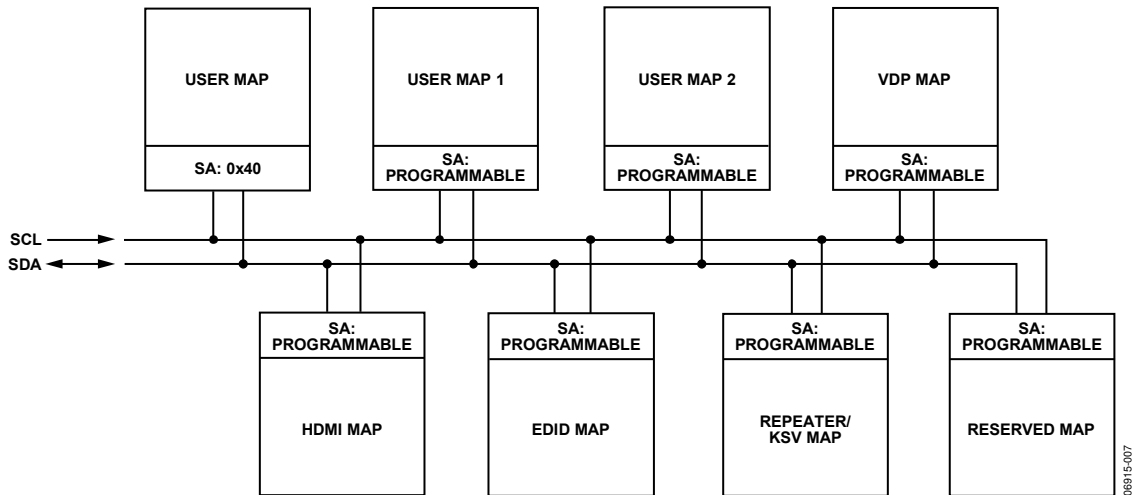 USER MAP
SA: 0x40
USER MAP 1
SA:
PROGRAMMABLE
USER MAP 2
SA:
PROGRAMMABLE
VDP MAP
SA:
PROGRAMMABLE
SCL
SDA
SA:
PROGRAMMABLE
HDMI MAP
SA:
PROGRAMMABLE
EDID MAP
SA:
PROGRAMMABLE
REPEATER/
KSV MAP
SA:
PROGRAMMABLE
RESERVED MAP
06915-007